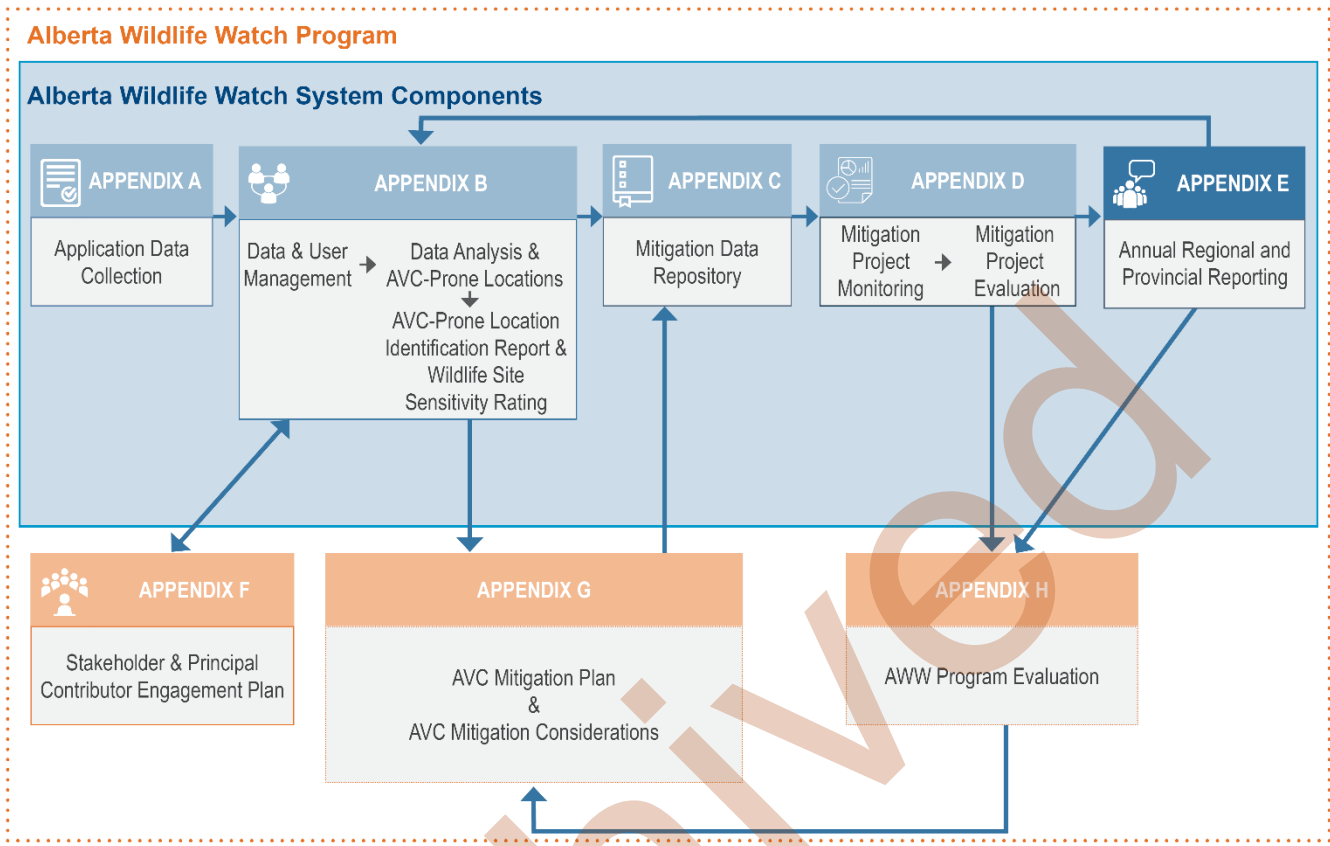 Alberta Wildlife Watch Program
Alberta Wildlife Watch System Components
APPENDIX A
Application Data
Collection
APPENDIX B
Data & User
Management
Data Analysis &
AVC-Prone Locations
AVC-Prone Location
Identification Report &
Wildlife Site
Sensitivity Rating
APPENDIX C
Mitigation Data
Repository
APPENDIX D
Mitigation
Project
Monitoring
Mitigation
Project
Evaluation
APPENDIX E
Annual Regional and
Provincial Reporting
APPENDIX F
Stakeholder & Principal
Contributor Engagement Plan
APPENDIX G
AVC Mitigation Plan
&
AVC Mitigation Considerations
APPENDIX H
AWW Program Evaluation
ived